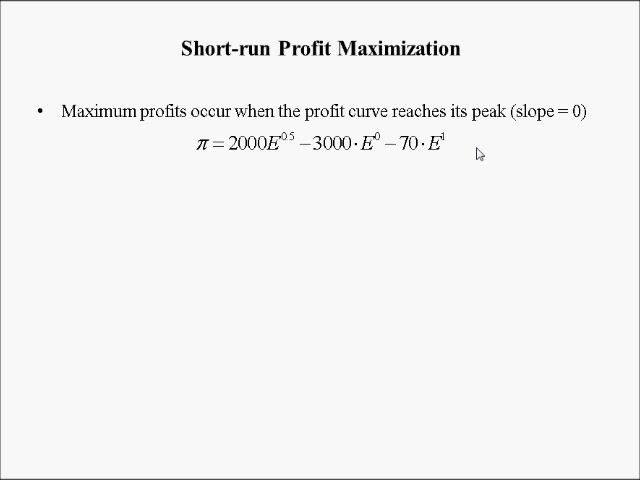 Short-run Profit Maximization
• Maximum profits occur when the profit curve reaches its peak (slope = 0)
π = 2000E^0.5 − 3000·E^0 − 70·E^1